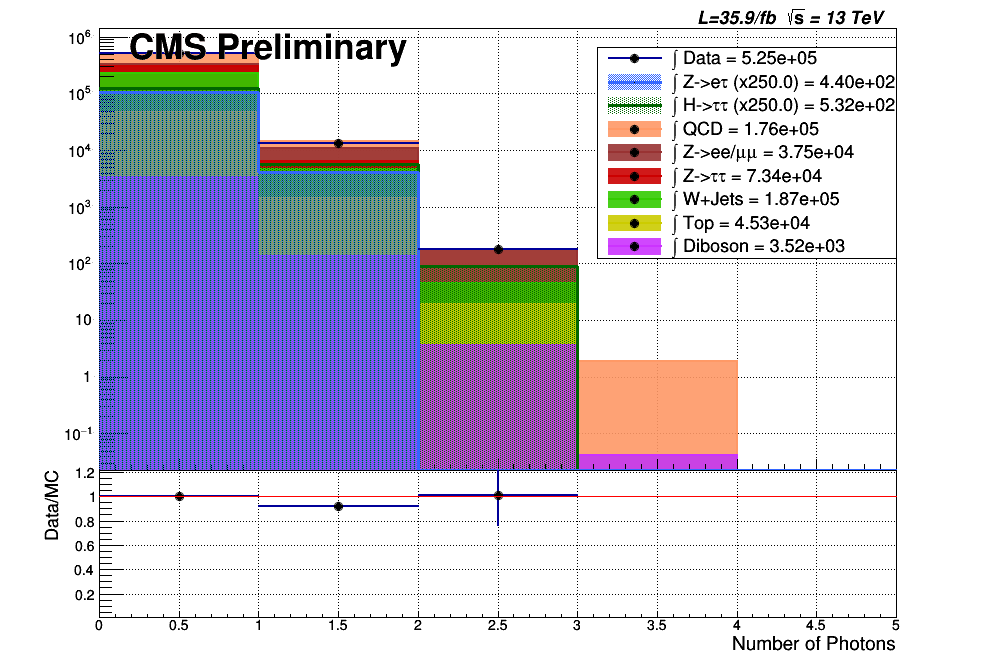 L=35.9/fb √s = 13 TeV
CMS Preliminary
∫ Data = 5.25e+05
∫ Z->eτ (x250.0) = 4.40e+02
∫ H->ττ (x250.0) = 5.32e+02
∫ QCD = 1.76e+05
∫ Z->ee/μμ = 3.75e+04
∫ Z->ττ = 7.34e+04
∫ W+Jets = 1.87e+05
∫ Top = 4.53e+04
∫ Diboson = 3.52e+03
10⁶
10⁵
10⁴
10³
10²
10
1
10⁻¹
Data/MC
1.2
1
0.8
0.6
0.4
0.2
0 0.5 1 1.5 2 2.5 3 3.5 4 4.5 5
Number of Photons